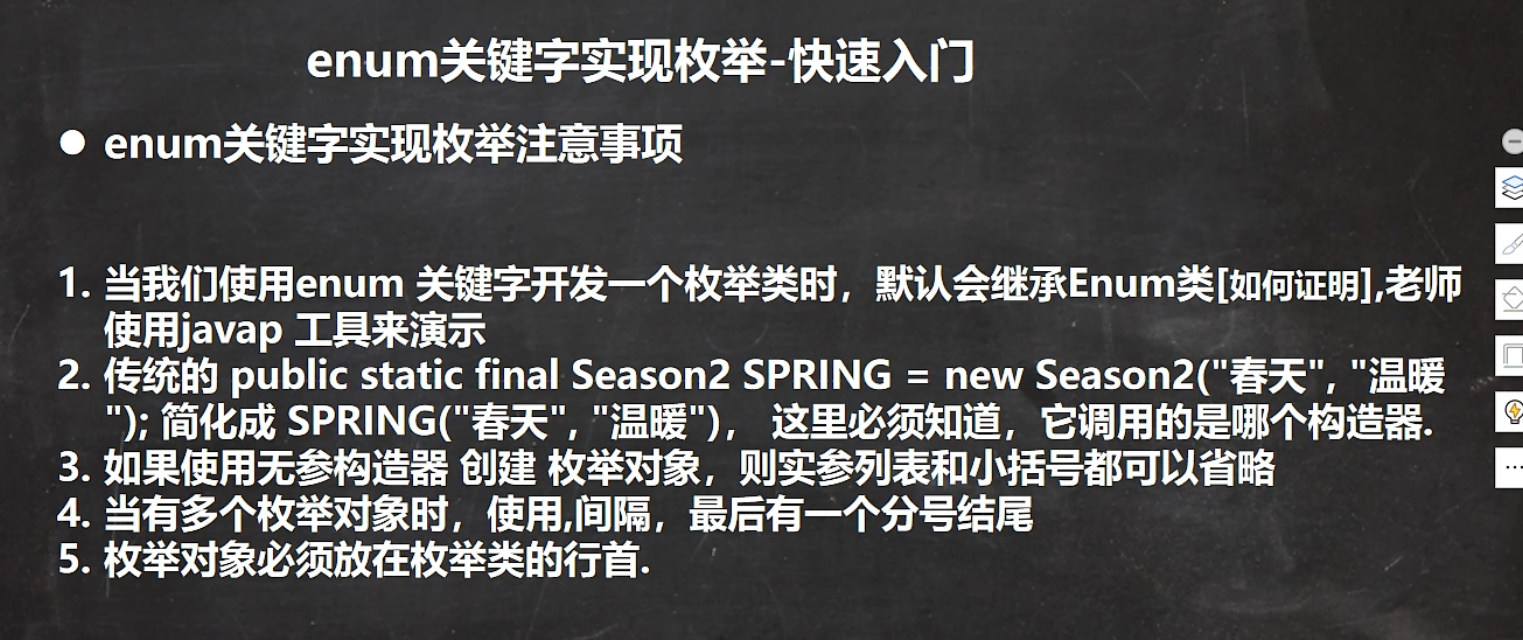 enum关键字实现枚举-快速入门
● enum关键字实现枚举注意事项
1. 当我们使用enum 关键字开发一个枚举类时，默认会继承Enum类[如何证明],老师
使用javap 工具来演示
2. 传统的 public static final Season2 SPRING = new Season2("春天", "温暖
"); 简化成 SPRING("春天", "温暖")， 这里必须知道，它调用的是哪个构造器.
3. 如果使用无参构造器 创建 枚举对象，则实参列表和小括号都可以省略
4. 当有多个枚举对象时，使用,间隔，最后有一个分号结尾
5. 枚举对象必须放在枚举类的行首.